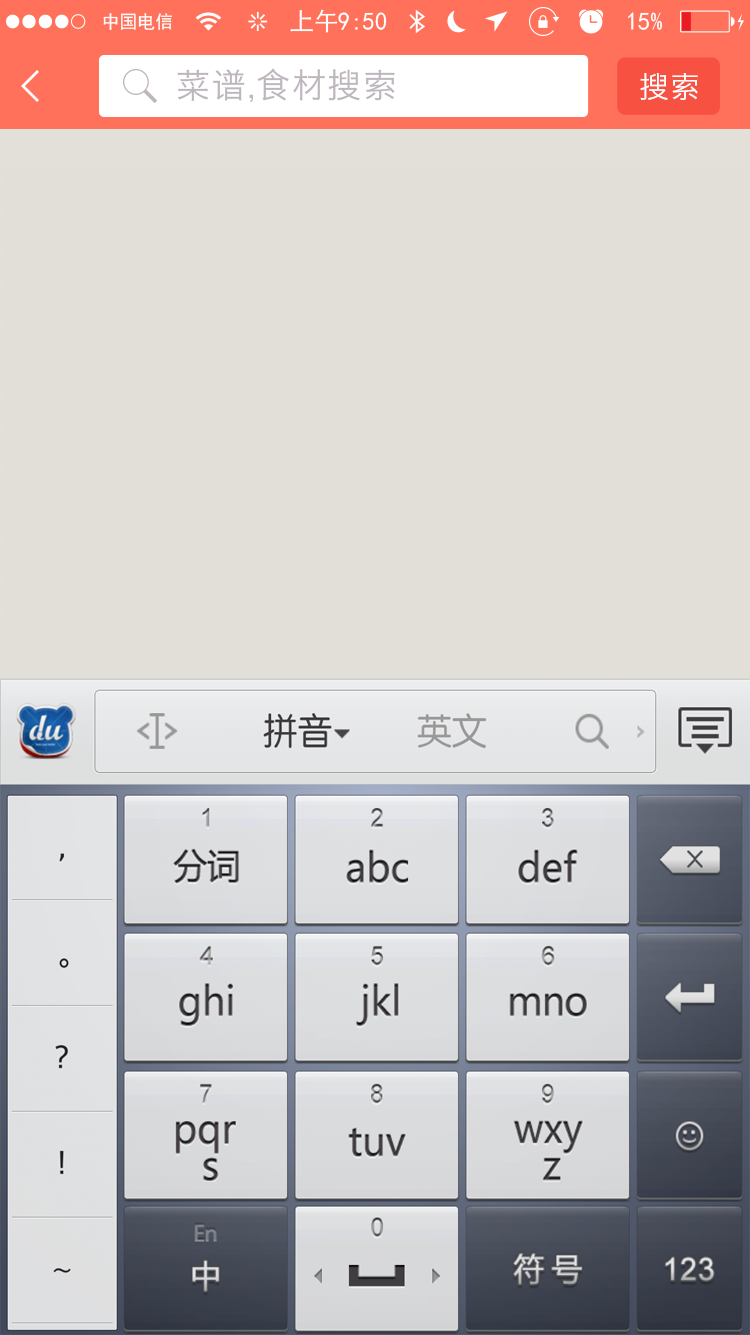 中国电信 上午9:50 15%
菜谱,食材搜索 搜索
du 拼音 英文
, 1 2 3
分词 abc def
。 4 5 6
ghi jkl mno
? 7 8 9
pqrs tuv wxyz
!
~ En 0
中 符号 123